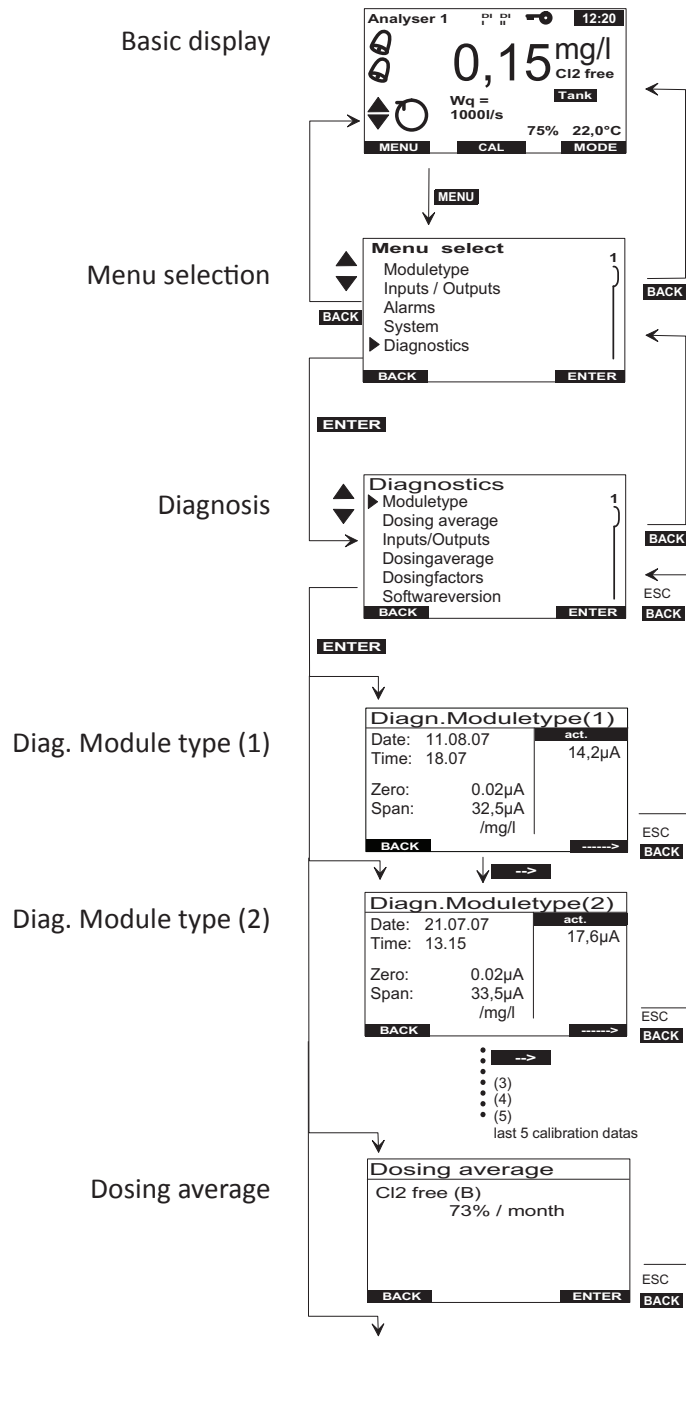 Basic display
Analyser 1 DI I DI II 12:20
0,15 mg/l
Cl2 free
Tank
Wq =
1000l/s
75% 22,0°C
MENU CAL MODE
MENU
Menu selection
Menu select
1
Moduletype
Inputs / Outputs
Alarms
System
Diagnostics
BACK ENTER
BACK
BACK
ENTER
Diagnosis
Diagnostics
1
Moduletype
Dosing average
Inputs/Outputs
Dosingaverage
Dosingfactors
Softwareversion
BACK ENTER
BACK
ESC
BACK
ENTER
Diag. Module type (1)
Diagn.Moduletype(1)
Date: 11.08.07 act.
Time: 18.07 14,2µA
Zero: 0.02µA
Span: 32,5µA
/mg/l
BACK ------>
ESC
BACK
-->
Diag. Module type (2)
Diagn.Moduletype(2)
Date: 21.07.07 act.
Time: 13.15 17,6µA
Zero: 0.02µA
Span: 33,5µA
/mg/l
BACK ------>
ESC
BACK
-->
(3)
(4)
(5)
last 5 calibration datas
Dosing average
Dosing average
Cl2 free (B)
73% / month
BACK ENTER
ESC
BACK